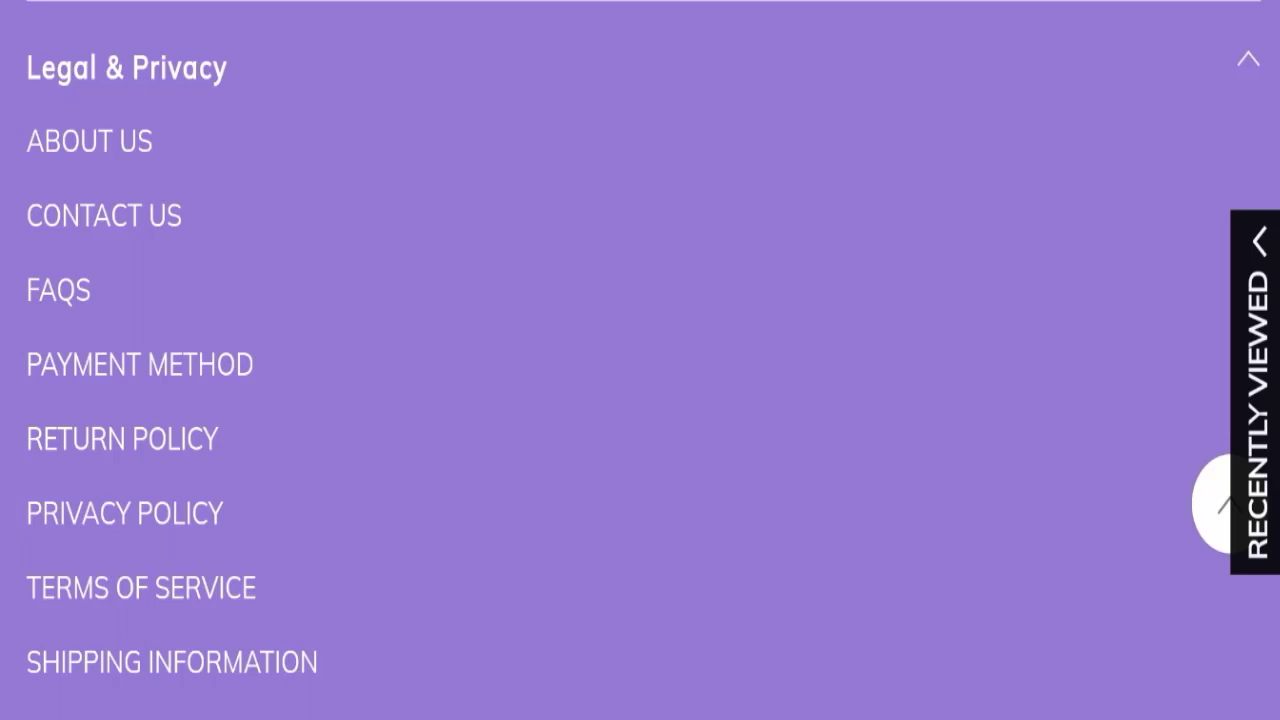 Legal & Privacy
ABOUT US
CONTACT US
FAQS
PAYMENT METHOD
RETURN POLICY
PRIVACY POLICY
TERMS OF SERVICE
SHIPPING INFORMATION
RECENTLY VIEWED